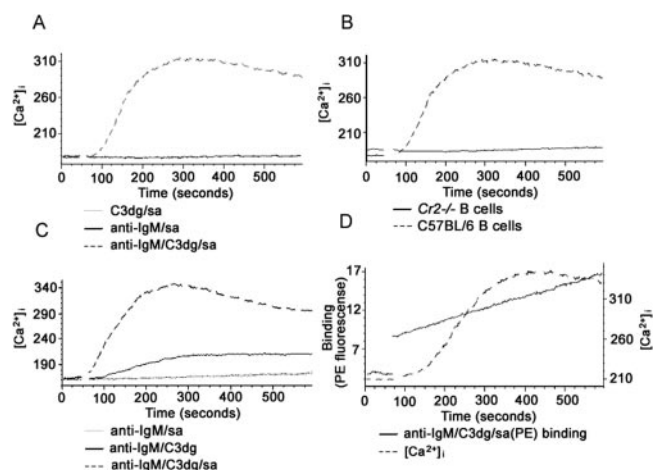 A
310
260
210
[Ca²⁺]ᵢ
0 100 200 300 400 500
Time (seconds)
C3dg/sa
anti-IgM/sa
anti-IgM/C3dg/sa
B
310
260
210
[Ca²⁺]ᵢ
0 100 200 300 400 500
Time (seconds)
Cr2-/- B cells
C57BL/6 B cells
C
340
290
240
190
[Ca²⁺]ᵢ
0 100 200 300 400 500
Time (seconds)
anti-IgM/sa
anti-IgM/C3dg
anti-IgM/C3dg/sa
D
17
12
7
Binding
(PE fluorescense)
340
310
260
210
[Ca²⁺]ᵢ
0 100 200 300 400 500
Time (seconds)
anti-IgM/C3dg/sa(PE) binding
[Ca²⁺]ᵢ